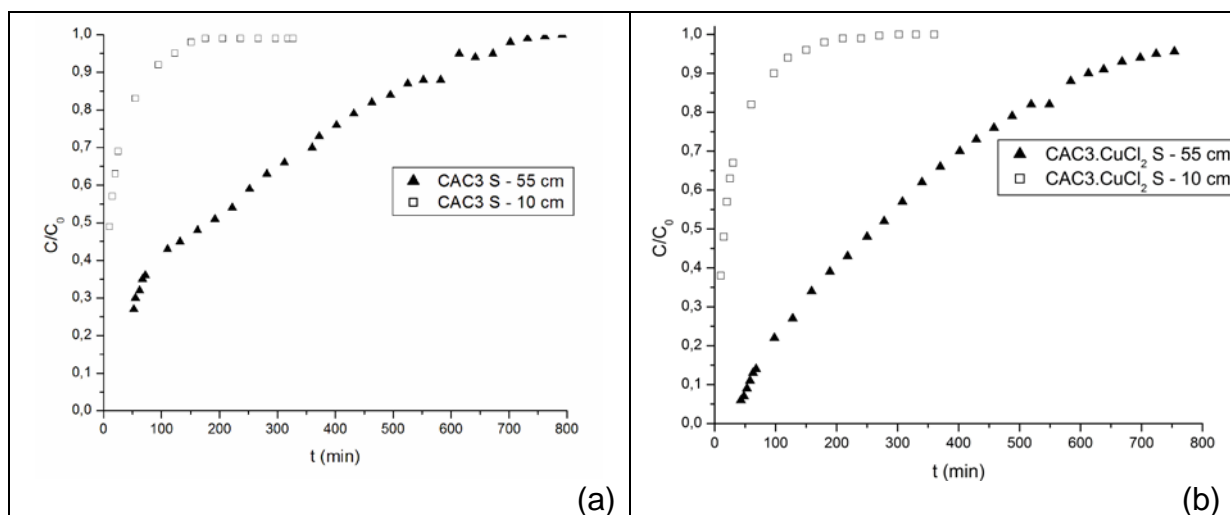 1,0
0,9
0,8
0,7
0,6
0,5
0,4
0,3
0,2
0,1
0,0
C/C₀
0 100 200 300 400 500 600 700 800
t (min)
CAC3 S - 55 cm
CAC3 S - 10 cm
(a)
1,0
0,9
0,8
0,7
0,6
0,5
0,4
0,3
0,2
0,1
0,0
C/C₀
0 100 200 300 400 500 600 700 800
t (min)
CAC3.CuCl₂ S - 55 cm
CAC3.CuCl₂ S - 10 cm
(b)